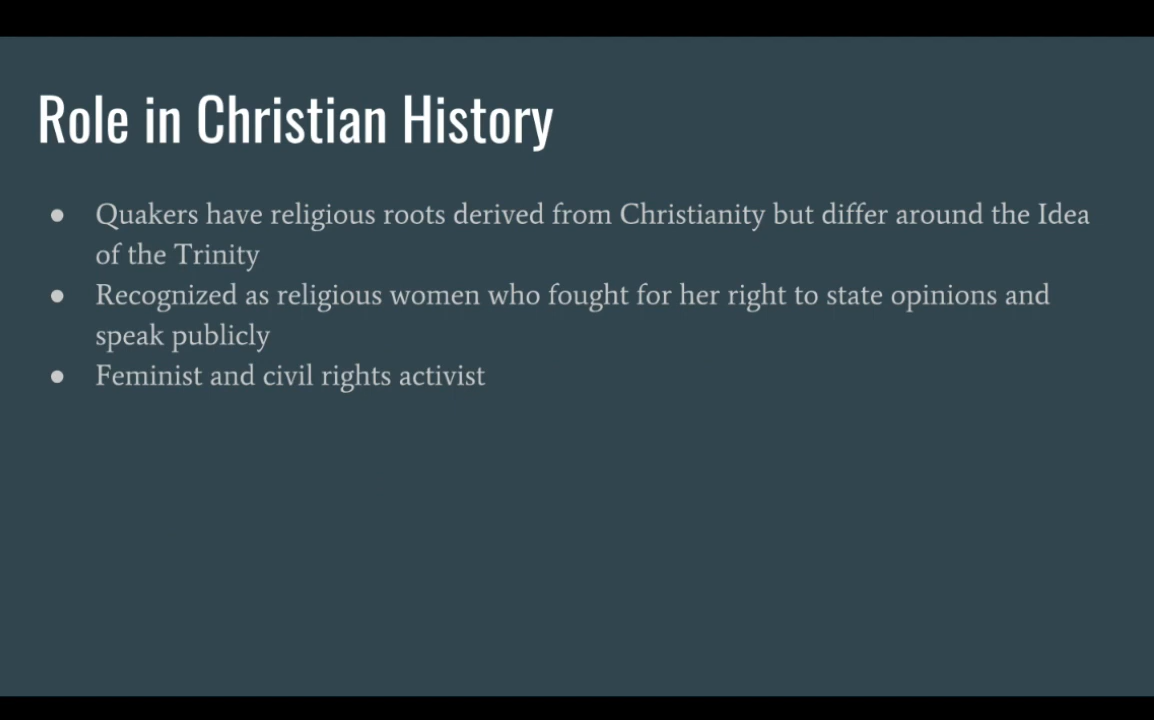 Role in Christian History
● Quakers have religious roots derived from Christianity but differ around the Idea
of the Trinity
● Recognized as religious women who fought for her right to state opinions and
speak publicly
● Feminist and civil rights activist